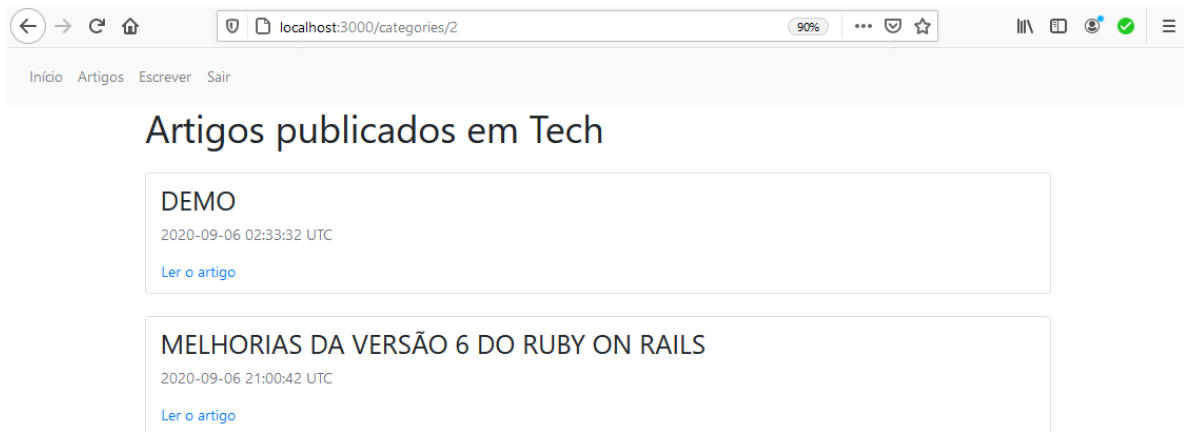 localhost:3000/categories/2
90%
Início Artigos Escrever Sair
Artigos publicados em Tech
DEMO
2020-09-06 02:33:32 UTC
Ler o artigo
MELHORIAS DA VERSÃO 6 DO RUBY ON RAILS
2020-09-06 21:00:42 UTC
Ler o artigo